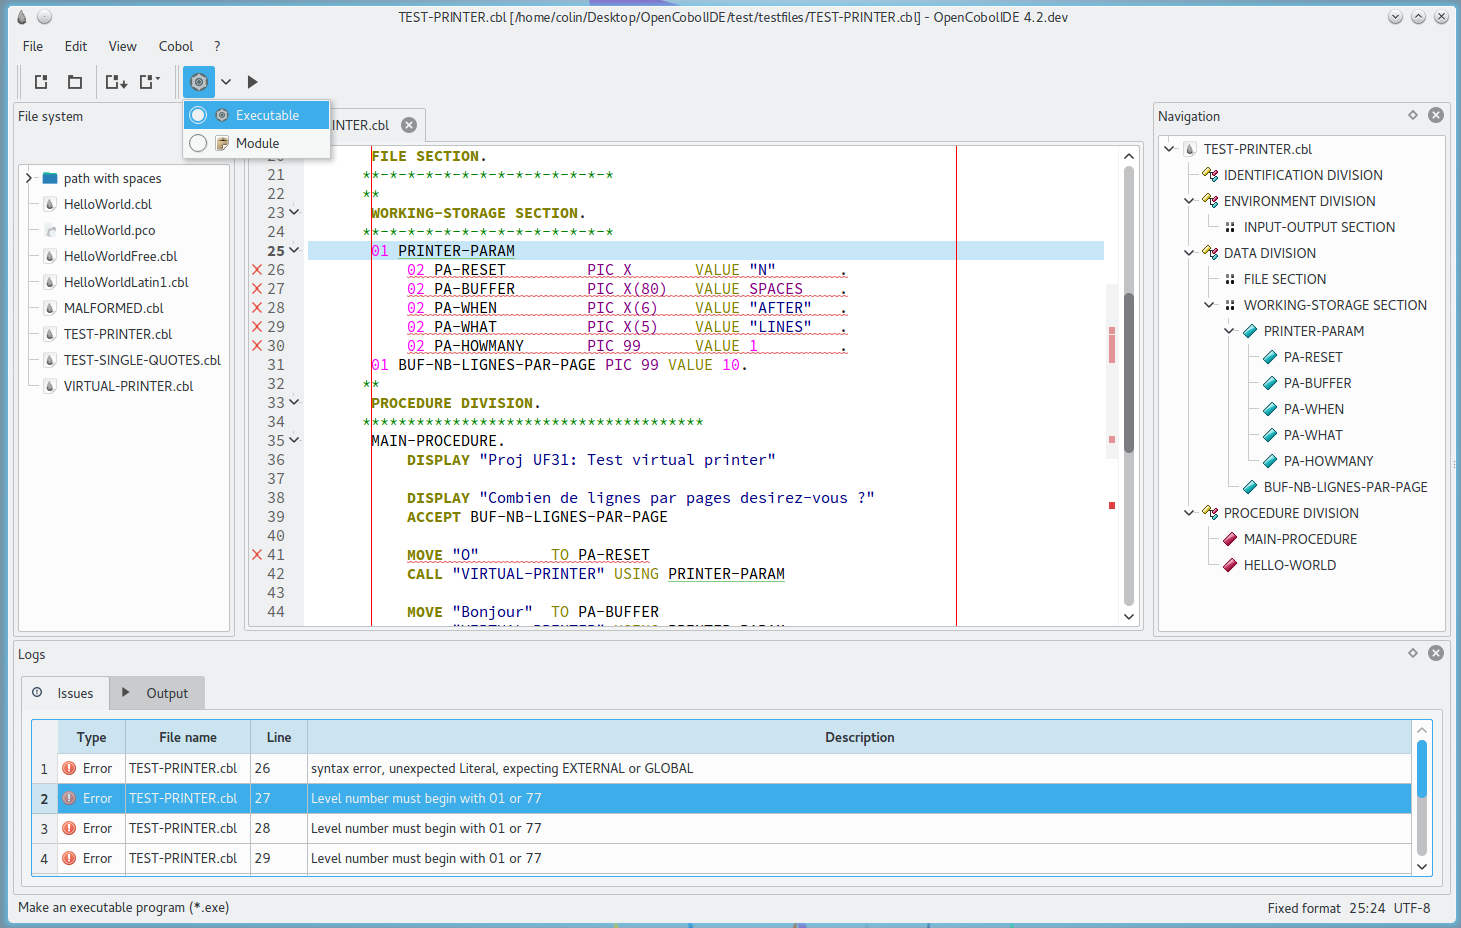 TEST-PRINTER.cbl [/home/colin/Desktop/OpenCobolIDE/test/testfiles/TEST-PRINTER.cbl] - OpenCobolIDE 4.2.dev
File Edit View Cobol ?
Executable
Module
File system
path with spaces
HelloWorld.cbl
HelloWorld.pco
HelloWorldFree.cbl
HelloWorldLatin1.cbl
MALFORMED.cbl
TEST-PRINTER.cbl
TEST-SINGLE-QUOTES.cbl
VIRTUAL-PRINTER.cbl
INTER.cbl
FILE SECTION.
21 **-*-*-*-*-*-*-*-*-*-*-*-*-*
22 **
23 WORKING-STORAGE SECTION.
24 **-*-*-*-*-*-*-*-*-*-*-*-*-*
25 01 PRINTER-PARAM
26 02 PA-RESET PIC X VALUE "N" .
27 02 PA-BUFFER PIC X(80) VALUE SPACES .
28 02 PA-WHEN PIC X(6) VALUE "AFTER" .
29 02 PA-WHAT PIC X(5) VALUE "LINES" .
30 02 PA-HOWMANY PIC 99 VALUE 1 .
31 01 BUF-NB-LIGNES-PAR-PAGE PIC 99 VALUE 10.
32 **
33 PROCEDURE DIVISION.
34 **************************************
35 MAIN-PROCEDURE.
36 DISPLAY "Proj UF31: Test virtual printer"
37
38 DISPLAY "Combien de lignes par pages desirez-vous ?"
39 ACCEPT BUF-NB-LIGNES-PAR-PAGE
40
41 MOVE "O" TO PA-RESET
42 CALL "VIRTUAL-PRINTER" USING PRINTER-PARAM
43
44 MOVE "Bonjour" TO PA-BUFFER
Navigation
TEST-PRINTER.cbl
IDENTIFICATION DIVISION
ENVIRONMENT DIVISION
INPUT-OUTPUT SECTION
DATA DIVISION
FILE SECTION
WORKING-STORAGE SECTION
PRINTER-PARAM
PA-RESET
PA-BUFFER
PA-WHEN
PA-WHAT
PA-HOWMANY
BUF-NB-LIGNES-PAR-PAGE
PROCEDURE DIVISION
MAIN-PROCEDURE
HELLO-WORLD
Logs
Issues Output
Type File name Line Description
1 Error TEST-PRINTER.cbl 26 syntax error, unexpected Literal, expecting EXTERNAL or GLOBAL
2 Error TEST-PRINTER.cbl 27 Level number must begin with 01 or 77
3 Error TEST-PRINTER.cbl 28 Level number must begin with 01 or 77
4 Error TEST-PRINTER.cbl 29 Level number must begin with 01 or 77
Make an executable program (*.exe)
Fixed format 25:24 UTF-8